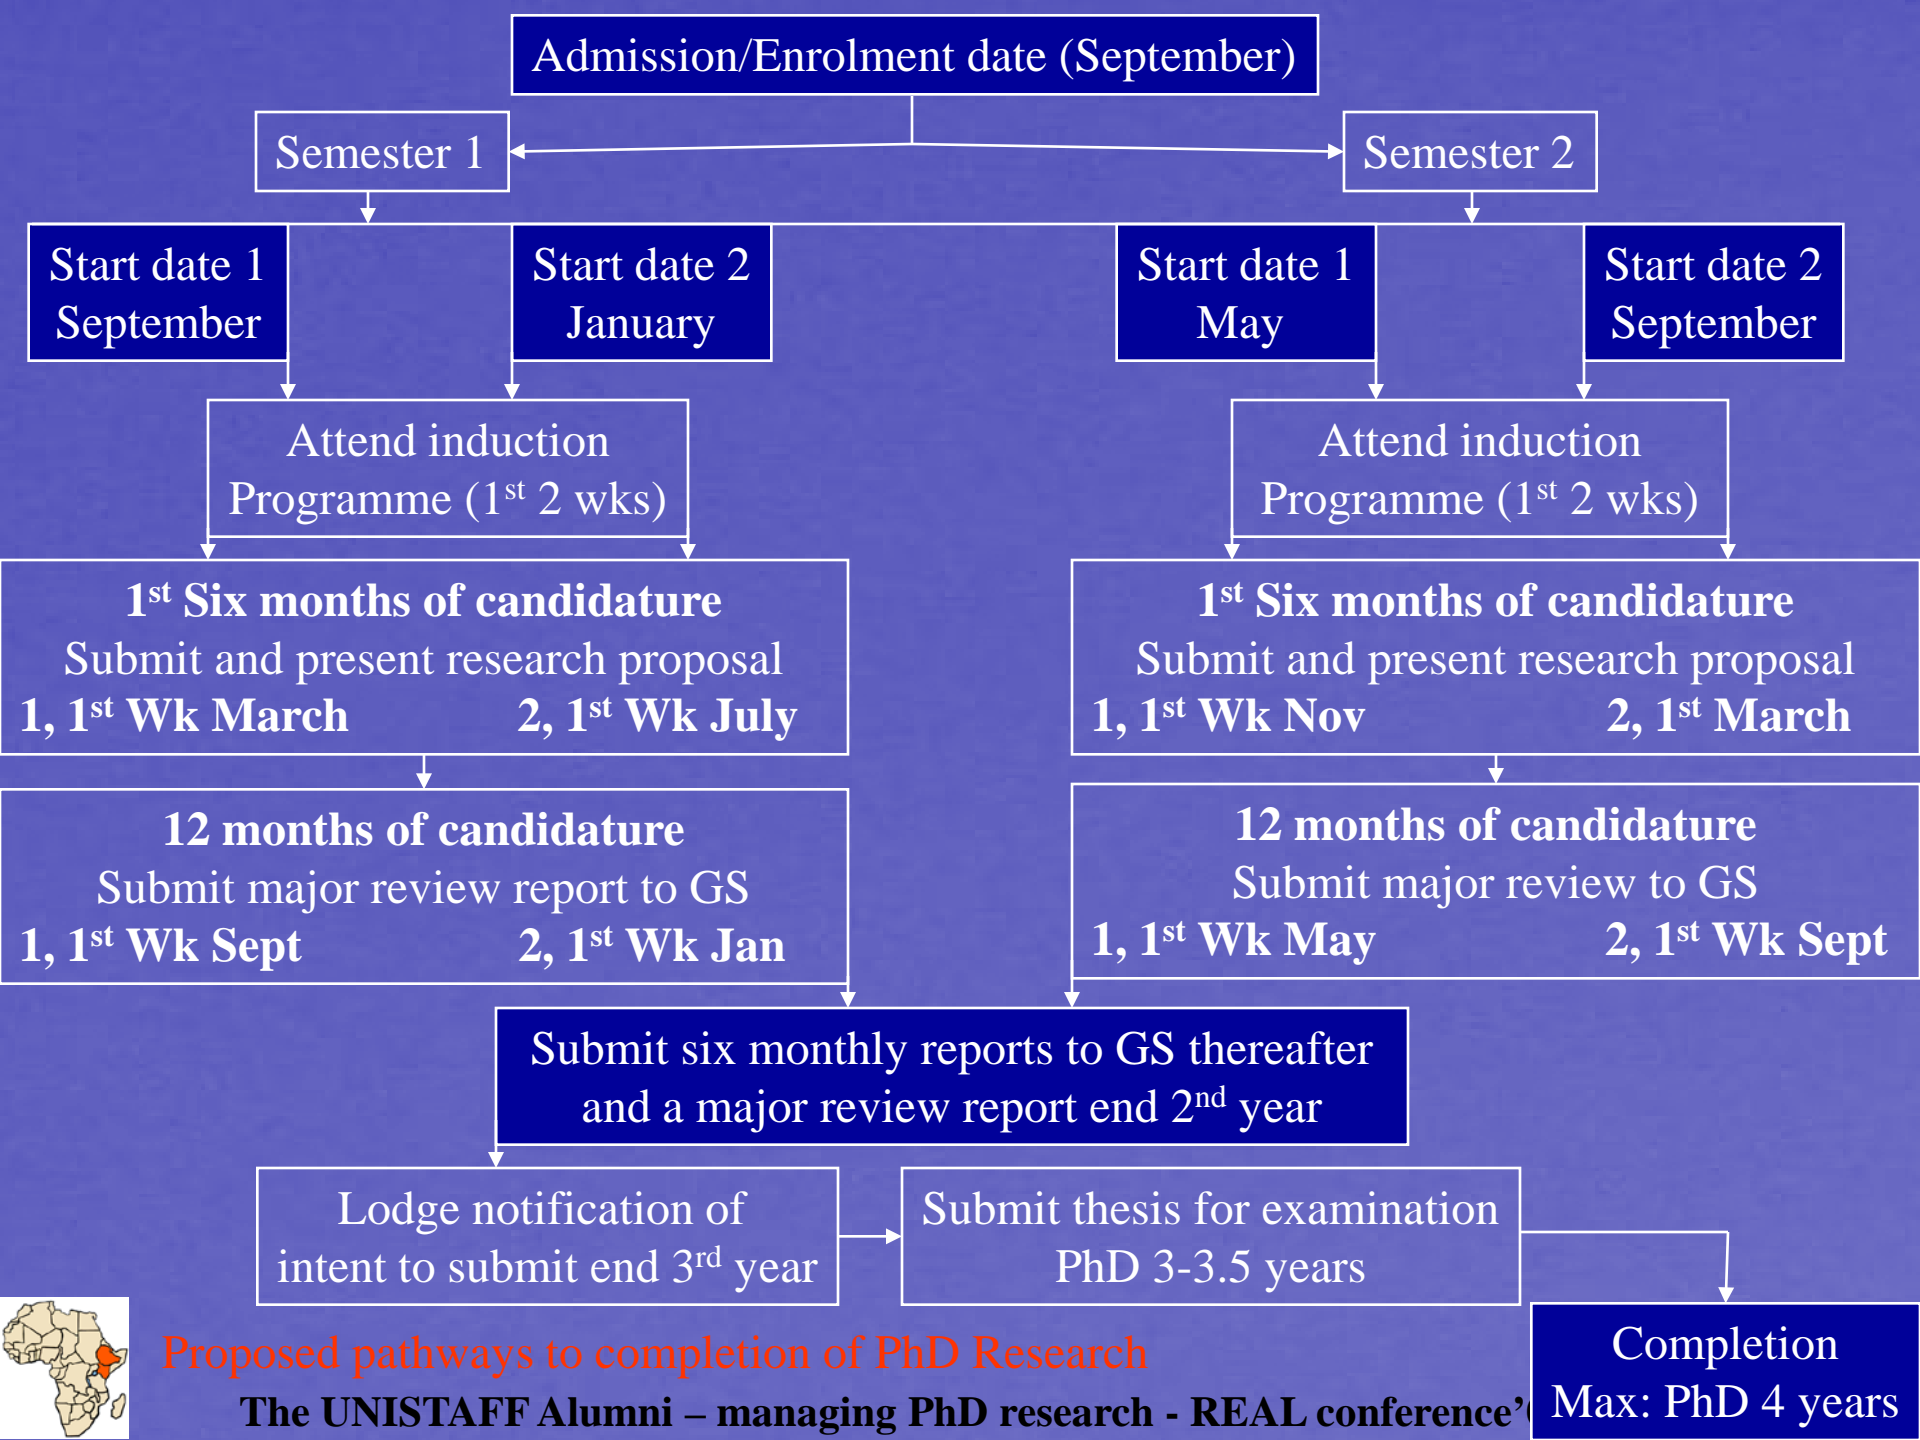 Admission/Enrolment date (September)
Semester 1
Semester 2
Start date 1
September
Start date 2
January
Start date 1
May
Start date 2
September
Attend induction
Programme (1st 2 wks)
Attend induction
Programme (1st 2 wks)
1st Six months of candidature
Submit and present research proposal
1, 1st Wk March 2, 1st Wk July
1st Six months of candidature
Submit and present research proposal
1, 1st Wk Nov 2, 1st March
12 months of candidature
Submit major review report to GS
1, 1st Wk Sept 2, 1st Wk Jan
12 months of candidature
Submit major review to GS
1, 1st Wk May 2, 1st Wk Sept
Submit six monthly reports to GS thereafter
and a major review report end 2nd year
Lodge notification of
intent to submit end 3rd year
Submit thesis for examination
PhD 3-3.5 years
Completion
Max: PhD 4 years
Proposed pathways to completion of PhD Research
The UNISTAFF Alumni – managing PhD research - REAL conference’